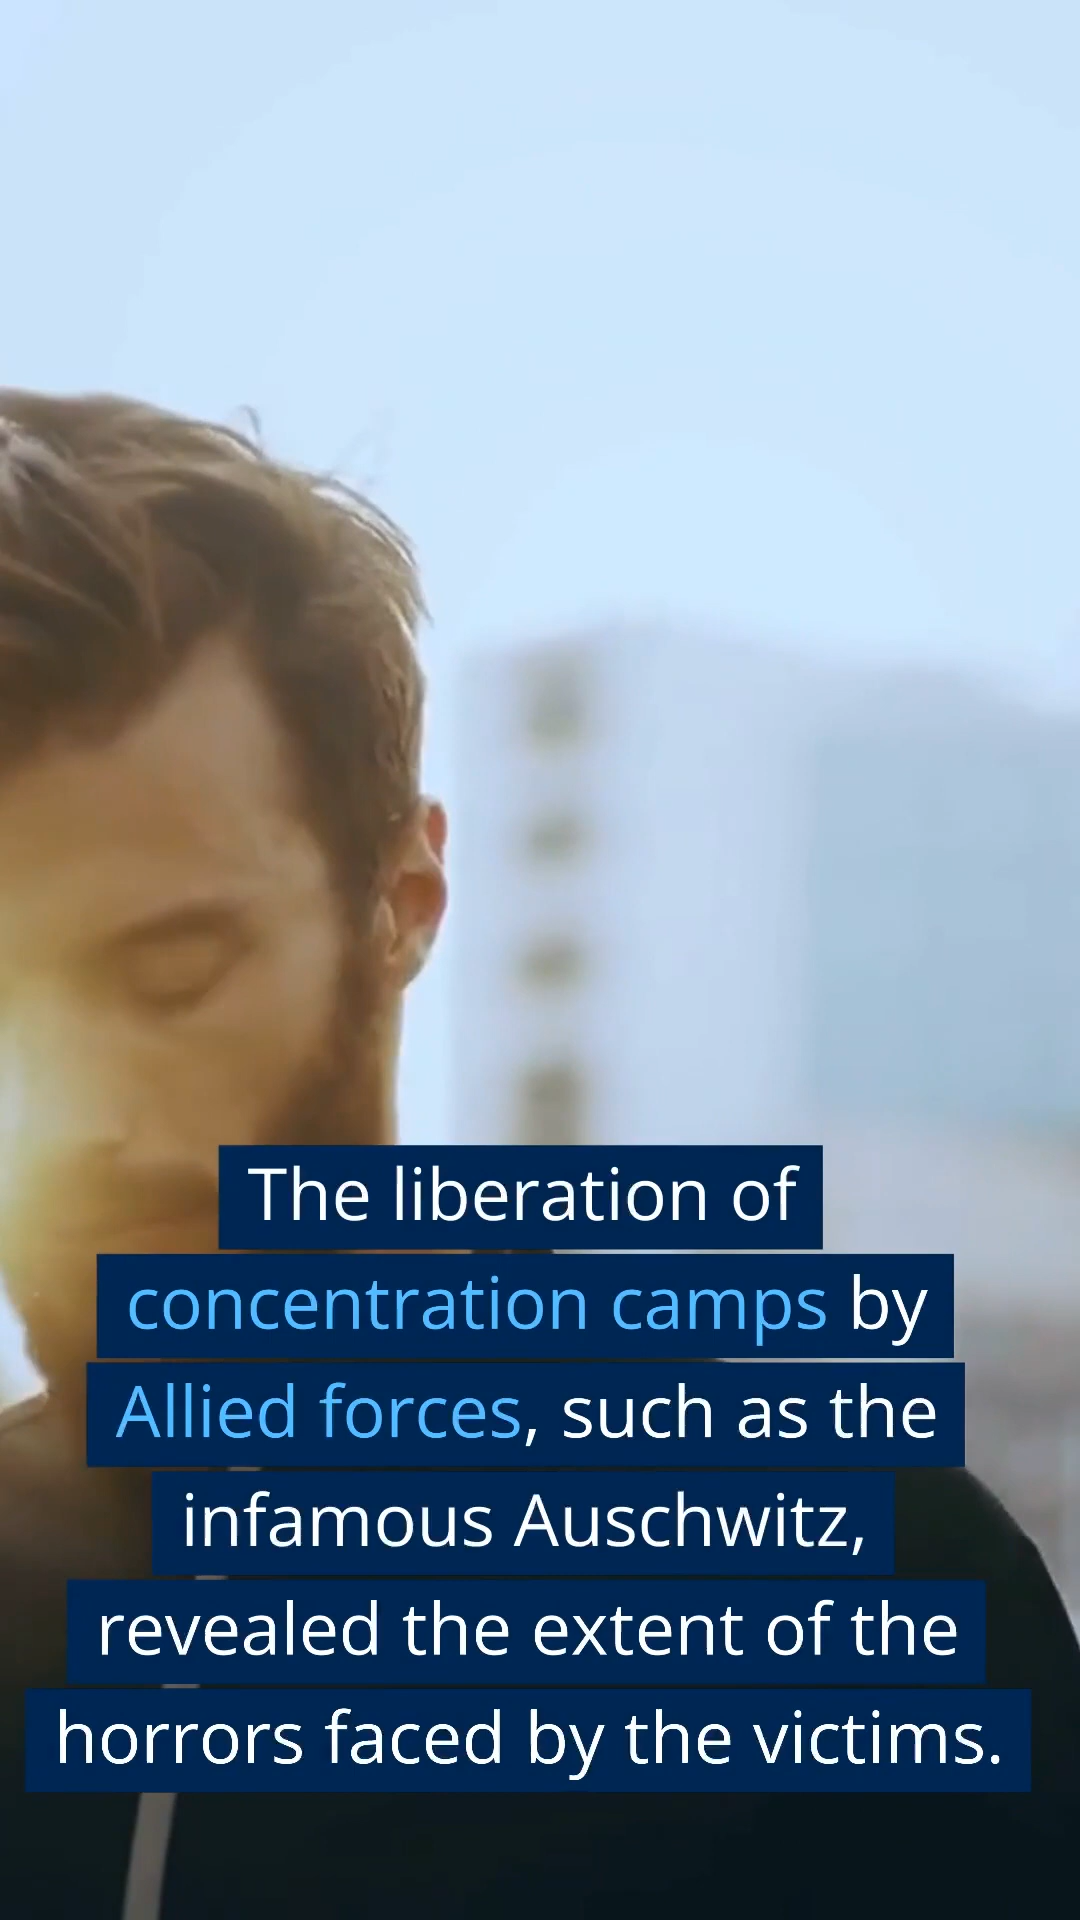 The liberation of
concentration camps by
Allied forces, such as the
infamous Auschwitz,
revealed the extent of the
horrors faced by the victims.